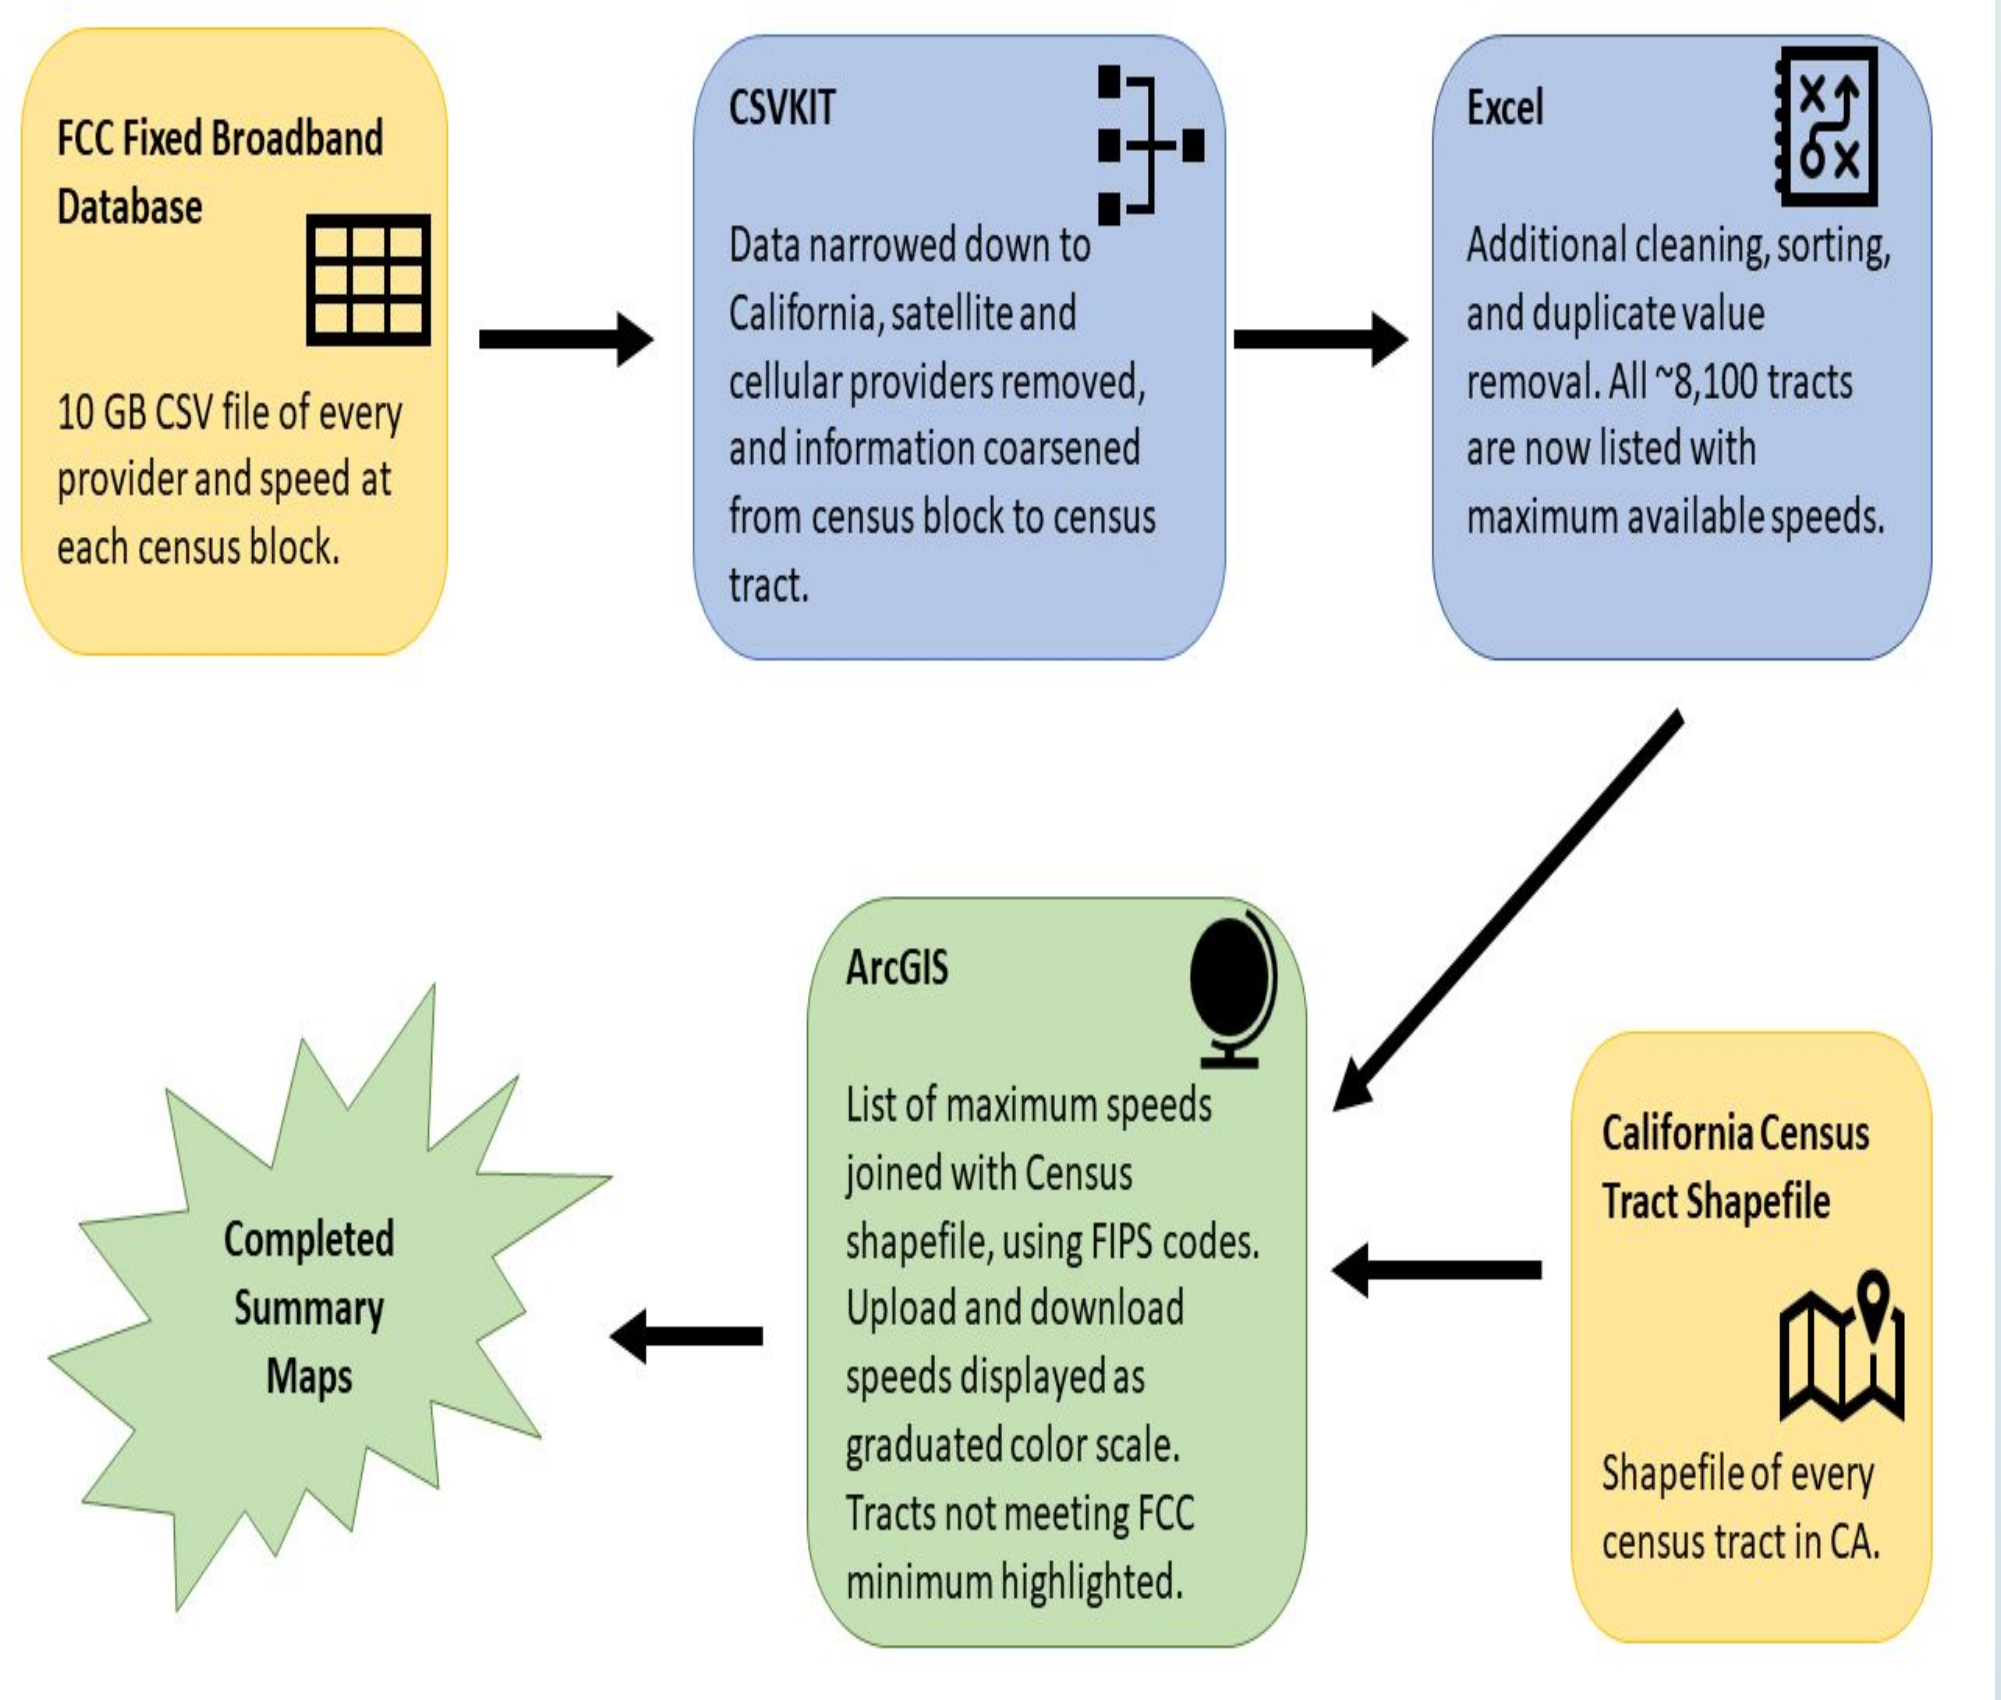 FCC Fixed Broadband
Database
10 GB CSV file of every
provider and speed at
each census block.
CSVKIT
Data narrowed down to
California, satellite and
cellular providers removed,
and information coarsened
from census block to census
tract.
Excel
Additional cleaning, sorting,
and duplicate value
removal. All ~8,100 tracts
are now listed with
maximum available speeds.
ArcGIS
List of maximum speeds
joined with Census
shapefile, using FIPS codes.
Upload and download
speeds displayed as
graduated color scale.
Tracts not meeting FCC
minimum highlighted.
California Census
Tract Shapefile
Shapefile of every
census tract in CA.
Completed
Summary
Maps